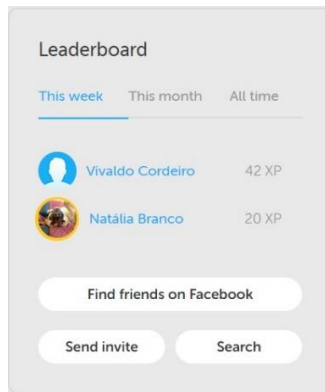 Leaderboard
This week This month All time
Vivaldo Cordeiro 42 XP
Natália Branco 20 XP
Find friends on Facebook
Send invite Search